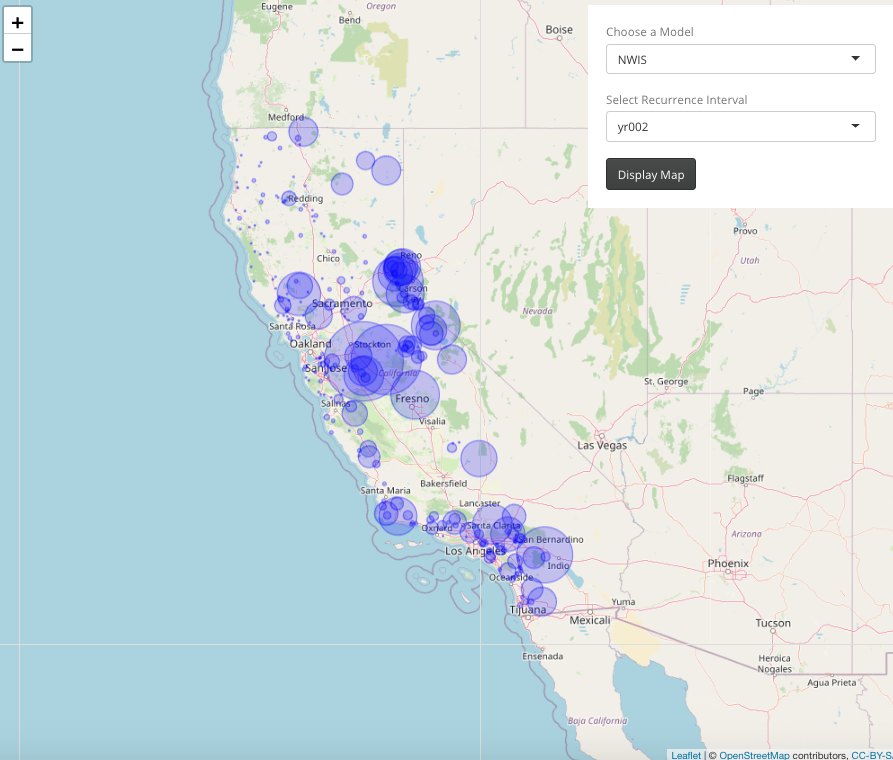 +
−
Choose a Model
NWIS
Select Recurrence Interval
yr002
Display Map
Eugene
Oregon
Bend
Boise
Medford
Redding
Provo
Chico
Reno
Utah
Sacramento
Nevada
Santa Rosa
Oakland
Stockton
San Jose
California
St. George
Page
Salinas
Fresno
Visalia
Las Vegas
Flagstaff
Bakersfield
Santa Maria
Lancaster
Oxnard
Santa Clarita
Arizona
San Bernardino
Los Angeles
Indio
Phoenix
Oceanside
Yuma
Tijuana
Mexicali
Tucson
Ensenada
Heroica
Nogales
Agua Prieta
Baja California
Leaflet | © OpenStreetMap contributors, CC-BY-S